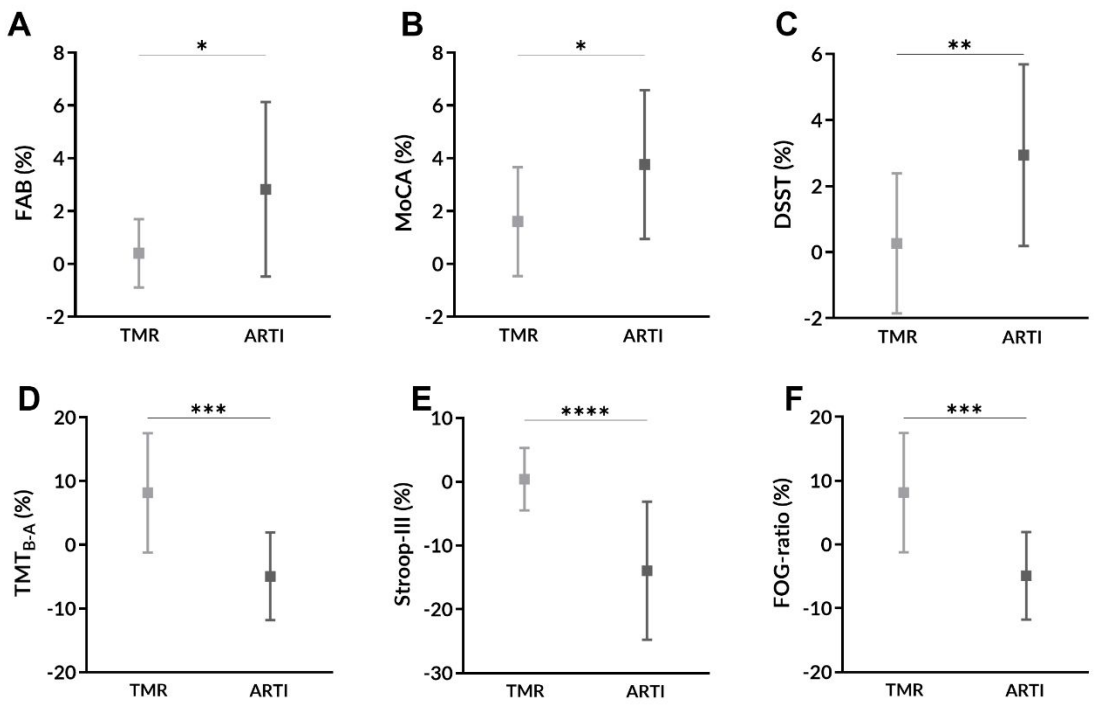 A
*
FAB (%)
8
6
4
2
0
-2
TMR
ARTI
B
*
MoCA (%)
8
6
4
2
0
-2
TMR
ARTI
C
**
DSST (%)
6
4
2
0
-2
TMR
ARTI
D
***
TMT_B-A (%)
20
10
0
-10
-20
TMR
ARTI
E
****
Stroop-III (%)
10
0
-10
-20
-30
TMR
ARTI
F
***
FOG-ratio (%)
20
10
0
-10
-20
TMR
ARTI